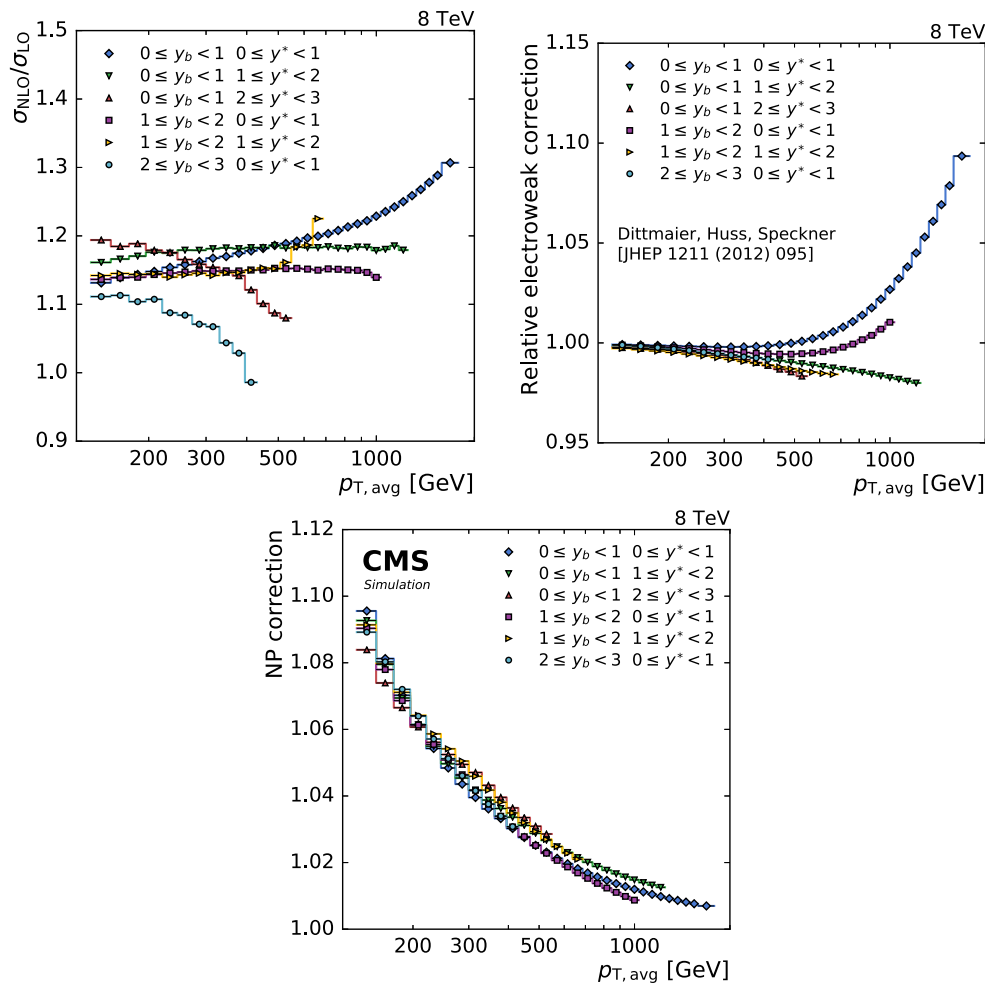 8 TeV
σNLO/σLO
1.5
1.4
1.3
1.2
1.1
1.0
0.9
0 ≤ yb < 1 0 ≤ y* < 1
0 ≤ yb < 1 1 ≤ y* < 2
0 ≤ yb < 1 2 ≤ y* < 3
1 ≤ yb < 2 0 ≤ y* < 1
1 ≤ yb < 2 1 ≤ y* < 2
2 ≤ yb < 3 0 ≤ y* < 1
200 300 500 1000
pT, avg [GeV]
8 TeV
Relative electroweak correction
1.15
1.10
1.05
1.00
0.95
0 ≤ yb < 1 0 ≤ y* < 1
0 ≤ yb < 1 1 ≤ y* < 2
0 ≤ yb < 1 2 ≤ y* < 3
1 ≤ yb < 2 0 ≤ y* < 1
1 ≤ yb < 2 1 ≤ y* < 2
2 ≤ yb < 3 0 ≤ y* < 1
Dittmaier, Huss, Speckner
[JHEP 1211 (2012) 095]
200 300 500 1000
pT, avg [GeV]
8 TeV
NP correction
1.12
1.10
1.08
1.06
1.04
1.02
1.00
CMS
Simulation
0 ≤ yb < 1 0 ≤ y* < 1
0 ≤ yb < 1 1 ≤ y* < 2
0 ≤ yb < 1 2 ≤ y* < 3
1 ≤ yb < 2 0 ≤ y* < 1
1 ≤ yb < 2 1 ≤ y* < 2
2 ≤ yb < 3 0 ≤ y* < 1
200 300 500 1000
pT, avg [GeV]